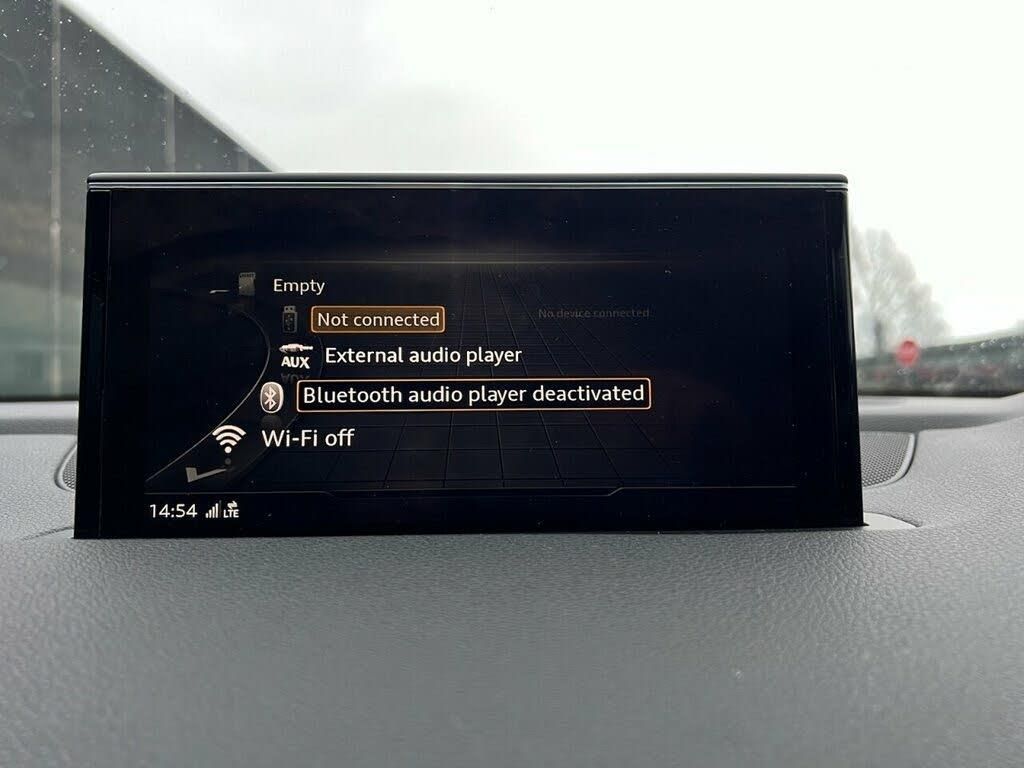 Empty
Not connected
No device connected.
AUX External audio player
Bluetooth audio player deactivated
Wi-Fi off
14:54 LTE